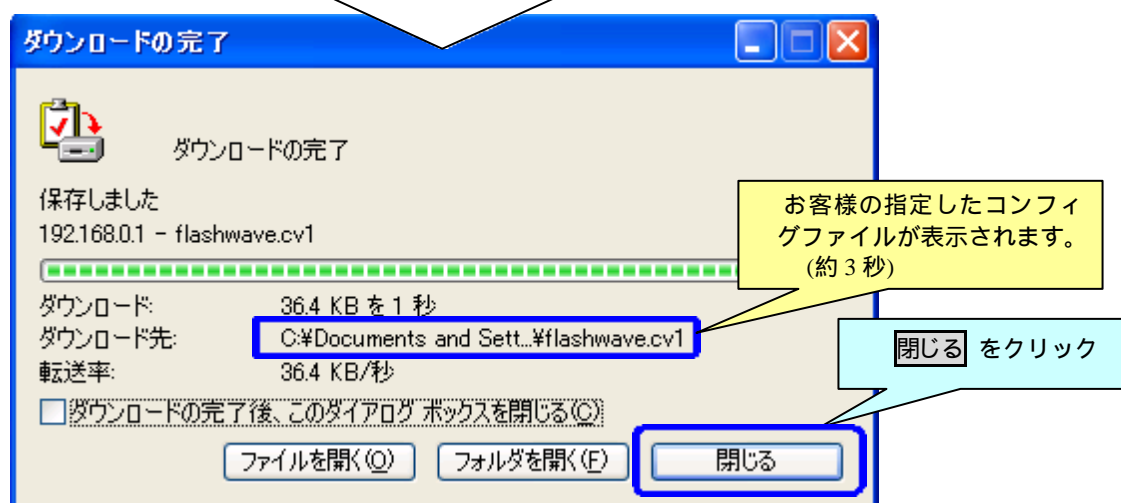 ダウンロードの完了
ダウンロードの完了
保存しました
192.168.0.1 - flashwave.cv1
お客様の指定したコンフィ
グファイルが表示されます。
(約3秒)
ダウンロード: 36.4 KB を 1 秒
ダウンロード先: C:¥Documents and Sett...¥flashwave.cv1
転送率: 36.4 KB/秒
閉じる をクリック
ダウンロードの完了後、このダイアログ ボックスを閉じる(C)
ファイルを開く(O) フォルダを開く(F) 閉じる